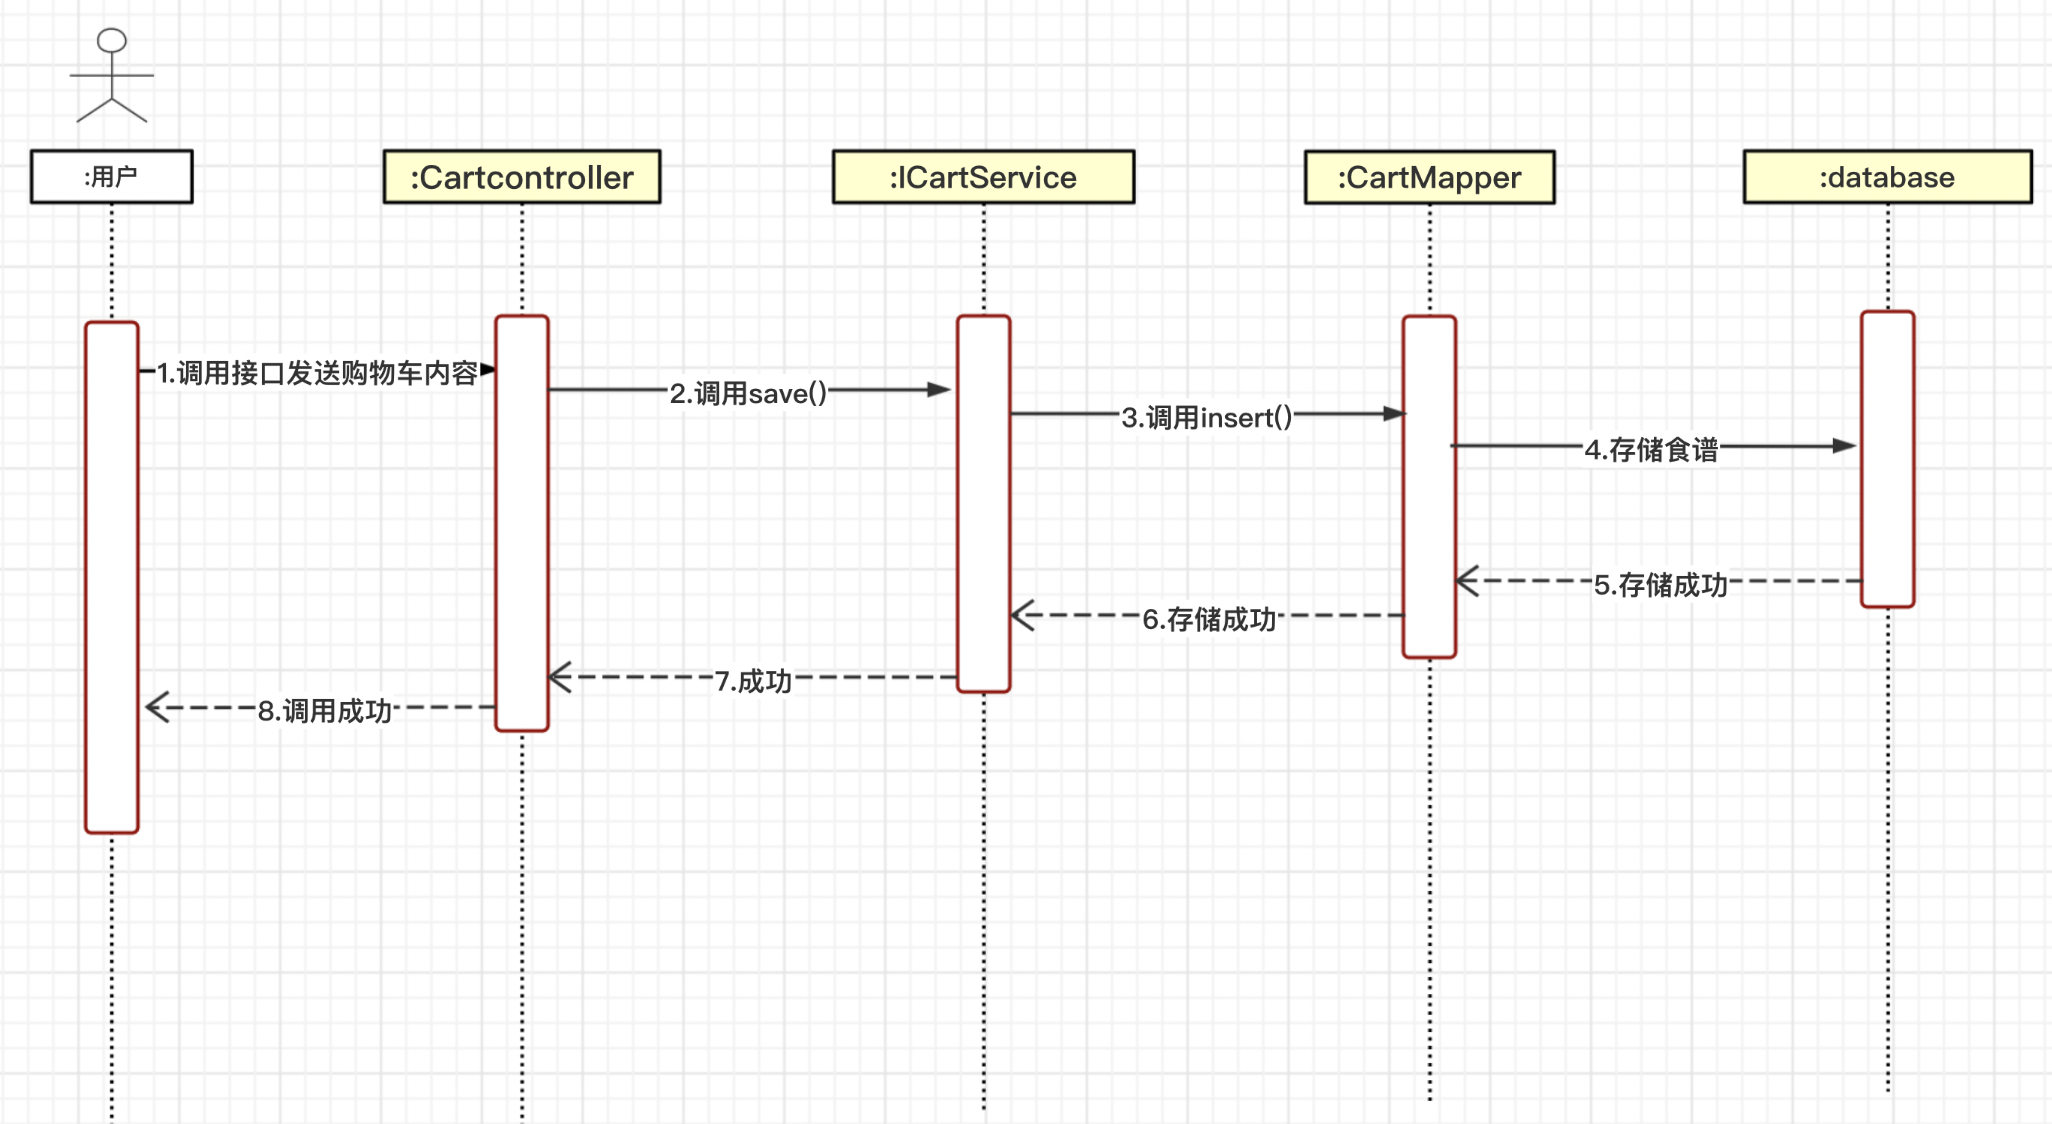 :用户
:Cartcontroller
:ICartService
:CartMapper
:database
1.调用接口发送购物车内容
2.调用save()
3.调用insert()
4.存储食谱
5.存储成功
6.存储成功
7.成功
8.调用成功